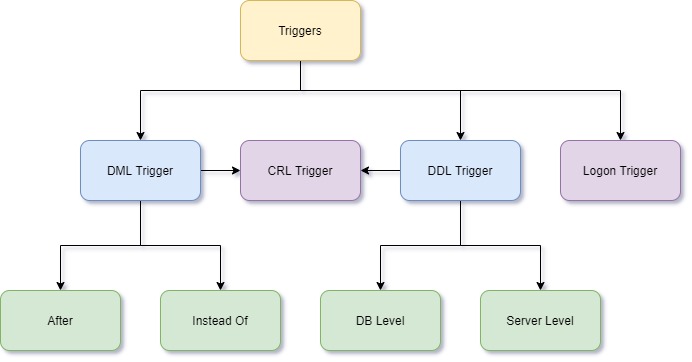 Triggers
DML Trigger
CRL Trigger
DDL Trigger
Logon Trigger
After
Instead Of
DB Level
Server Level